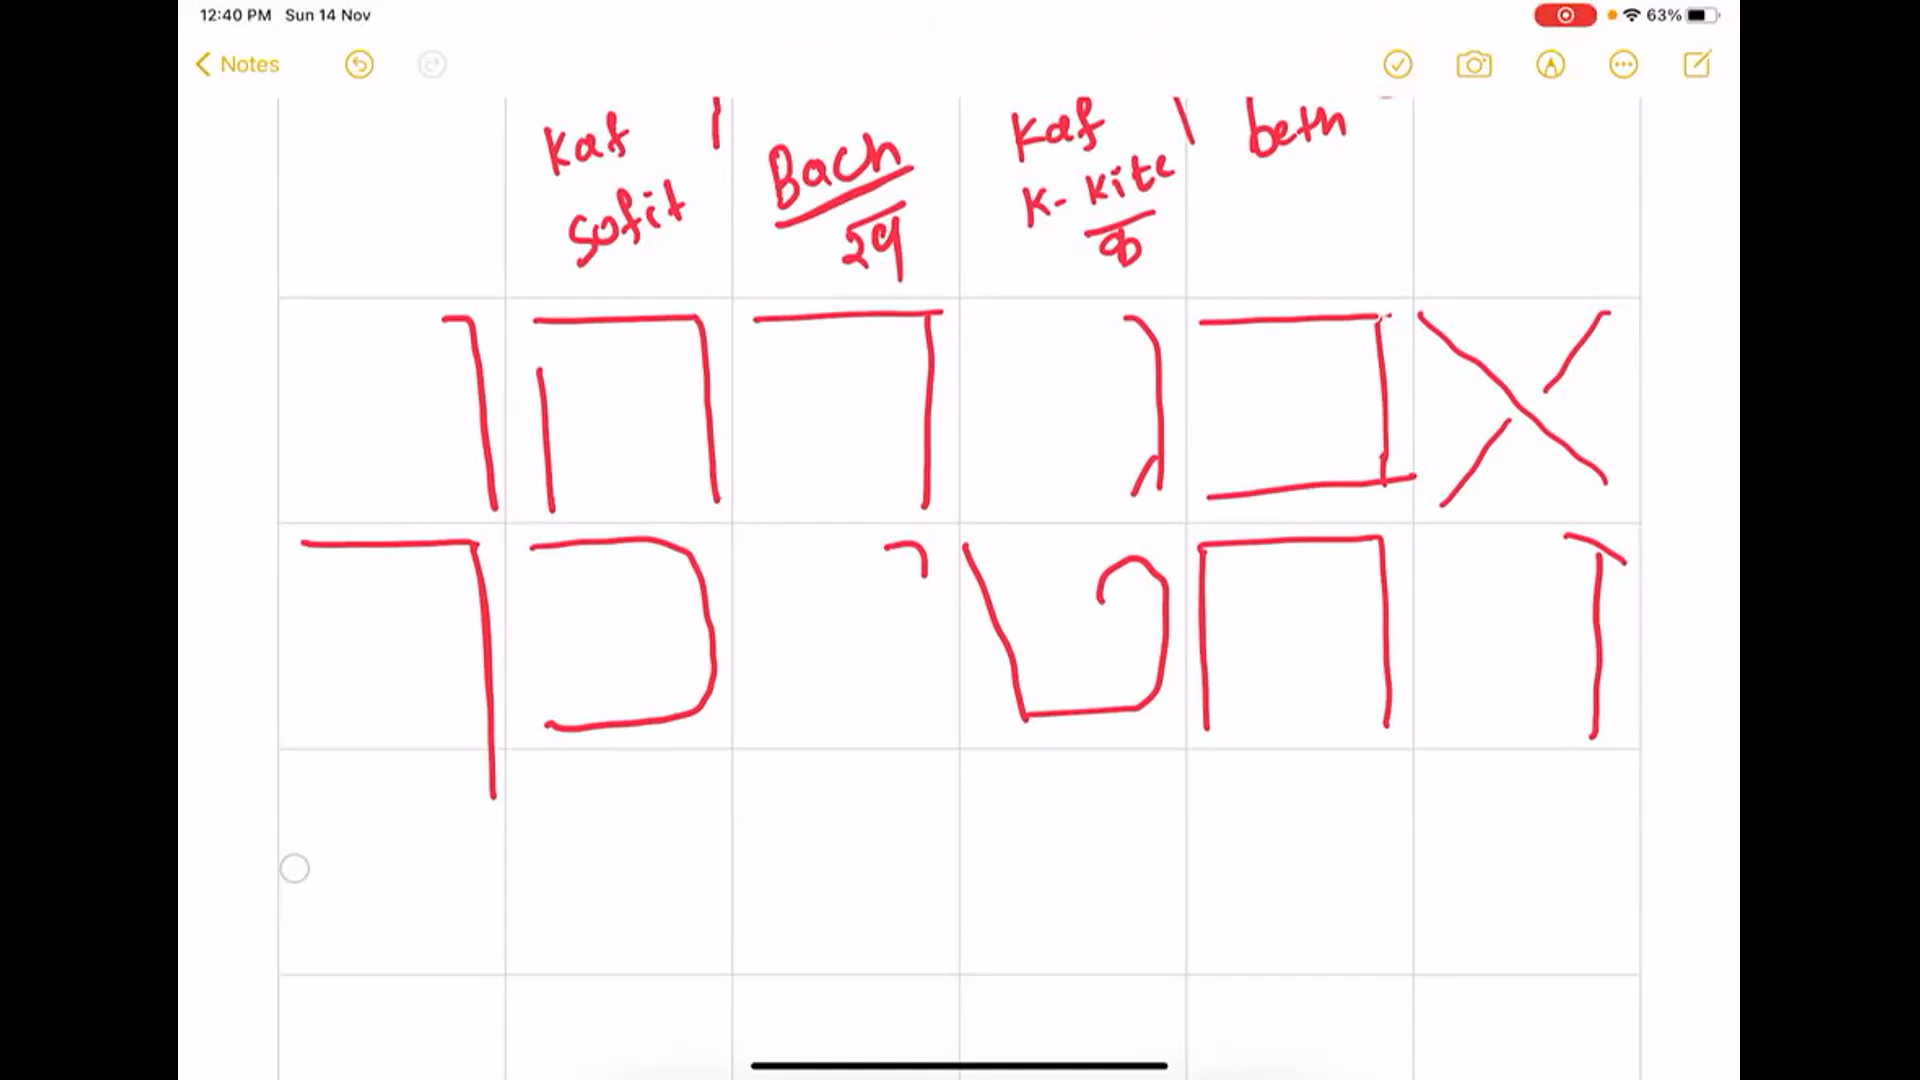 12:40 PM Sun 14 Nov
63%
Notes
Kaf
sofit
Bach
Kaf
K- Kite
beth
א ב ג ד ה ו
ז ח ט י כ ך